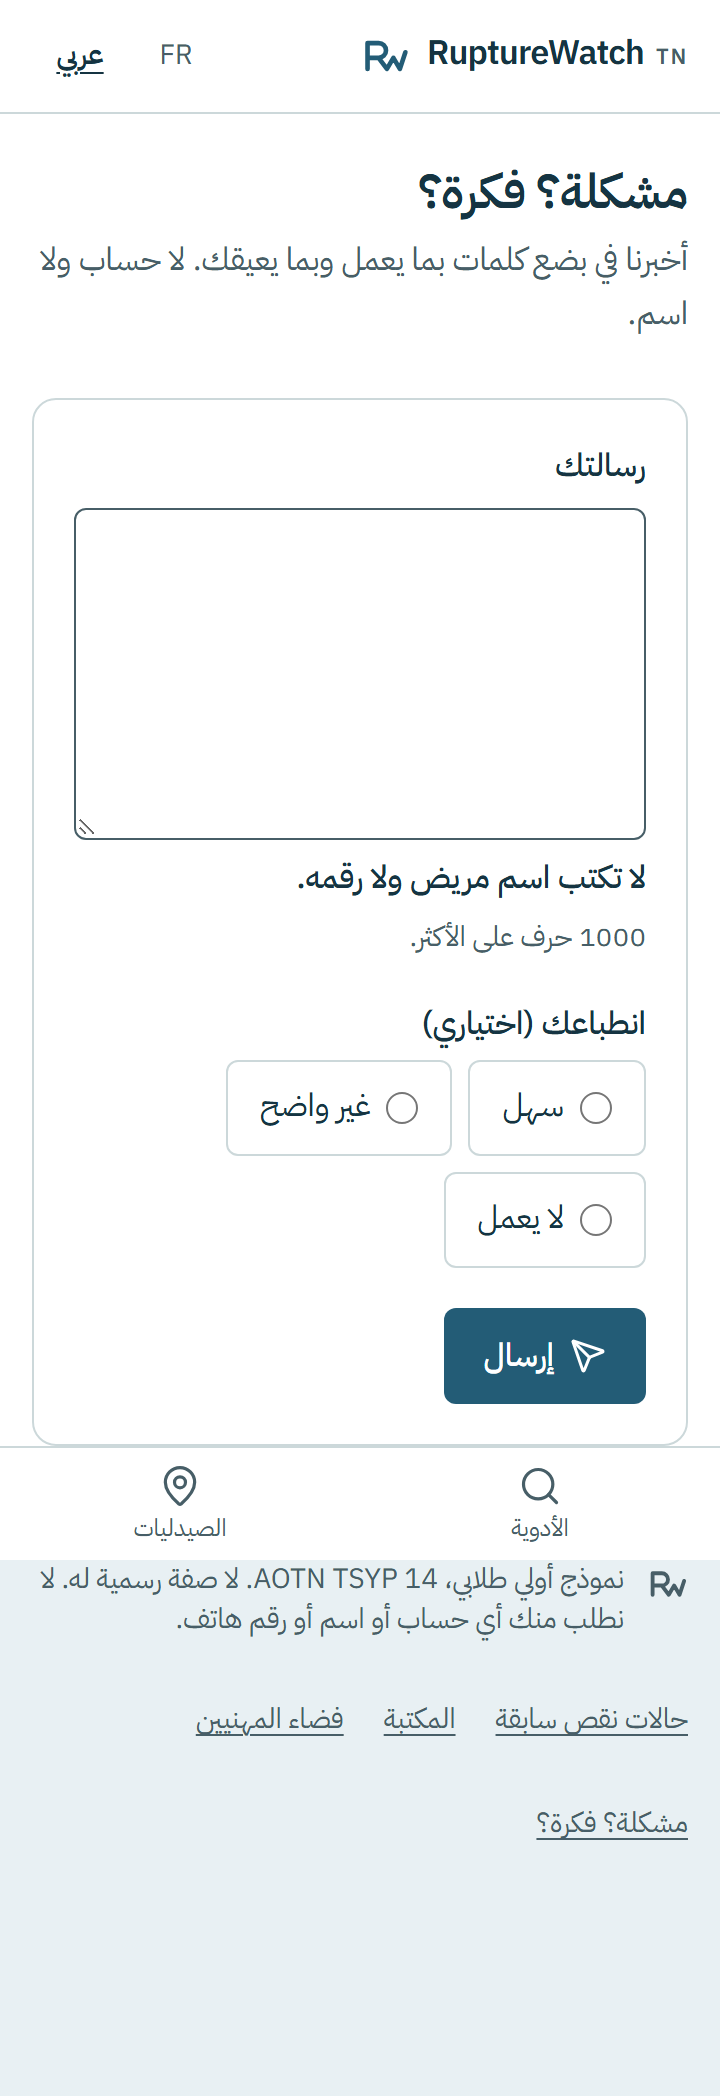 RuptureWatch TN
FR
عربي
مشكلة؟ فكرة؟
أخبرنا في بضع كلمات بما يعمل وبما يعيقك. لا حساب ولا
اسم.
رسالتك
لا تكتب اسم مريض ولا رقمه.
1000 حرف على الأكثر.
انطباعك (اختياري)
سهل
غير واضح
لا يعمل
إرسال
الأدوية
الصيدليات
نموذج أولي طلابي، AOTN TSYP 14. لا صفة رسمية له. لا
نطلب منك أي حساب أو اسم أو رقم هاتف.
حالات نقص سابقة
المكتبة
فضاء المهنيين
مشكلة؟ فكرة؟